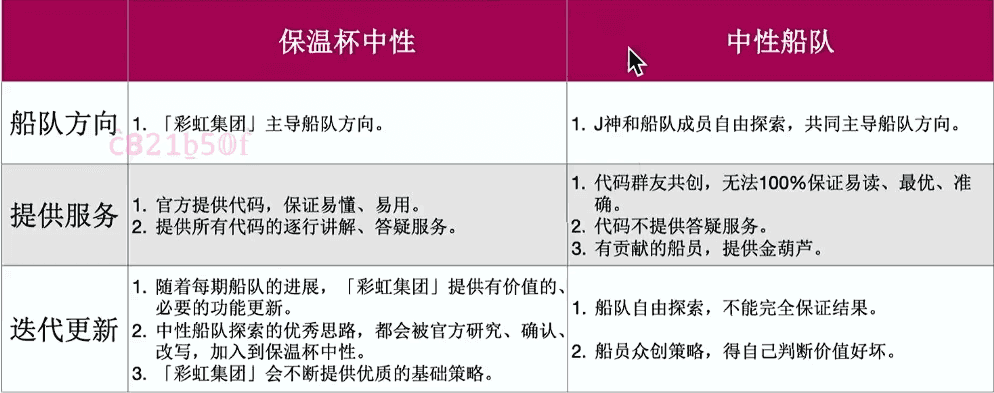 保温杯中性
中性船队
船队方向
1. 「彩虹集团」主导船队方向。
1. J神和船队成员自由探索，共同主导船队方向。
提供服务
1. 官方提供代码，保证易懂、易用。
2. 提供所有代码的逐行讲解、答疑服务。
1. 代码群友共创，无法100%保证易读、最优、准
确。
2. 代码不提供答疑服务。
3. 有贡献的船员，提供金葫芦。
迭代更新
1. 随着每期船队的进展，「彩虹集团」提供有价值的、
必要的功能更新。
2. 中性船队探索的优秀思路，都会被官方研究、确认、
改写，加入到保温杯中性。
3. 「彩虹集团」会不断提供优质的基础策略。
1. 船队自由探索，不能完全保证结果。
2. 船员众创策略，得自己判断价值好坏。